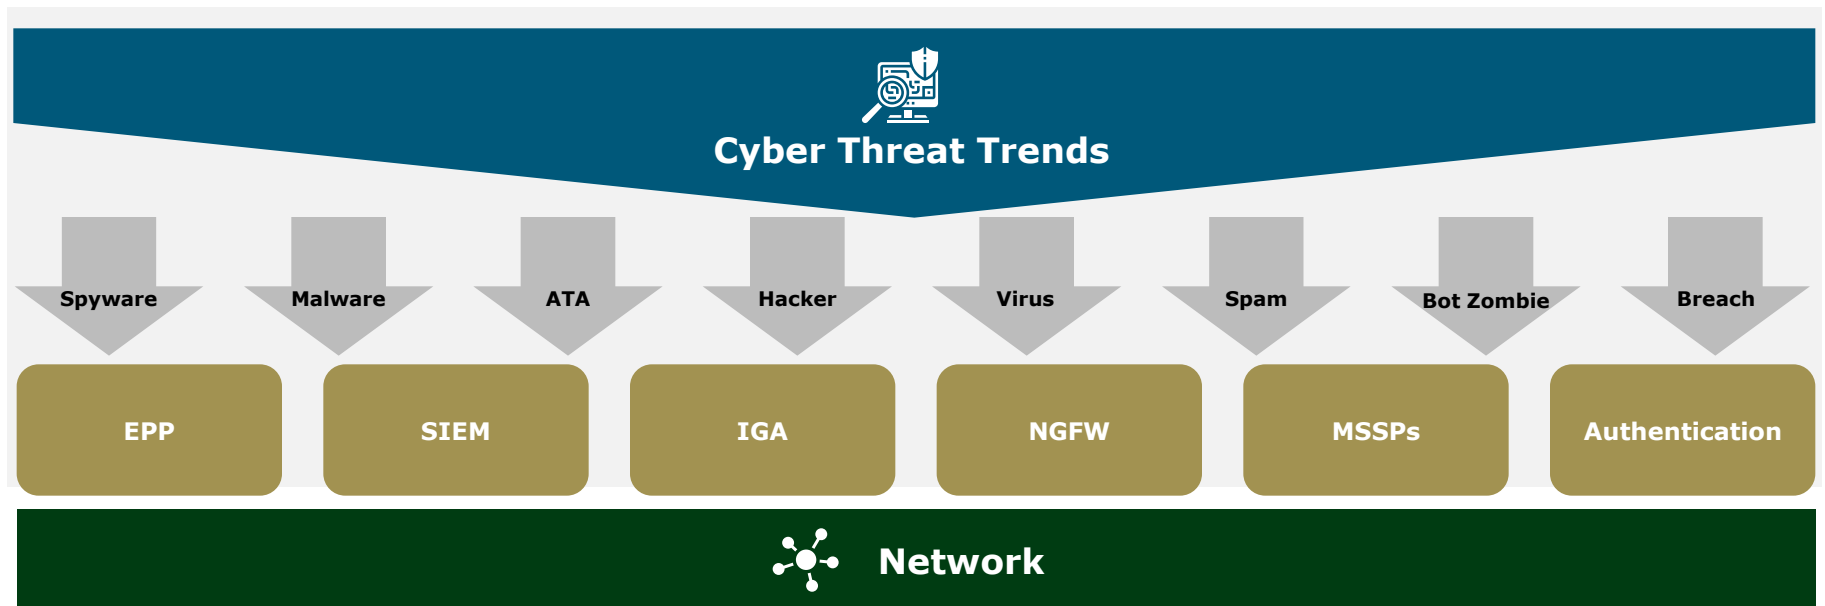 Cyber Threat Trends
Spyware
Malware
ATA
Hacker
Virus
Spam
Bot Zombie
Breach
EPP
SIEM
IGA
NGFW
MSSPs
Authentication
Network